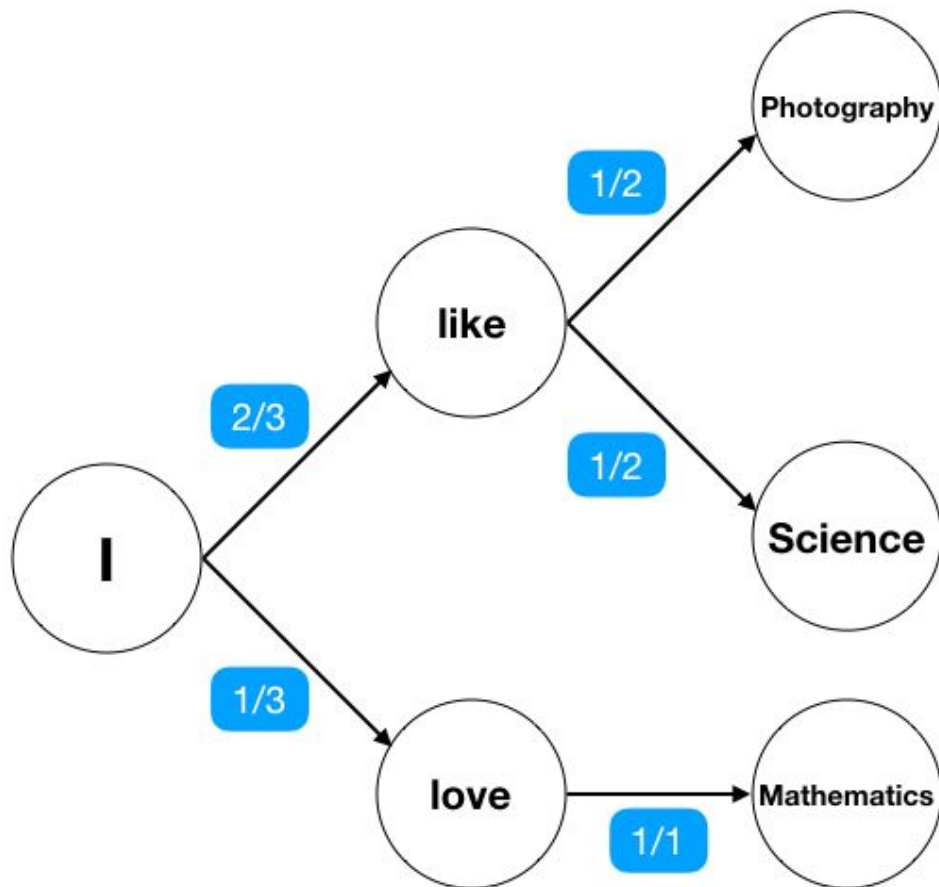 Photography
1/2
like
2/3
1/2
I
Science
1/3
love
Mathematics
1/1